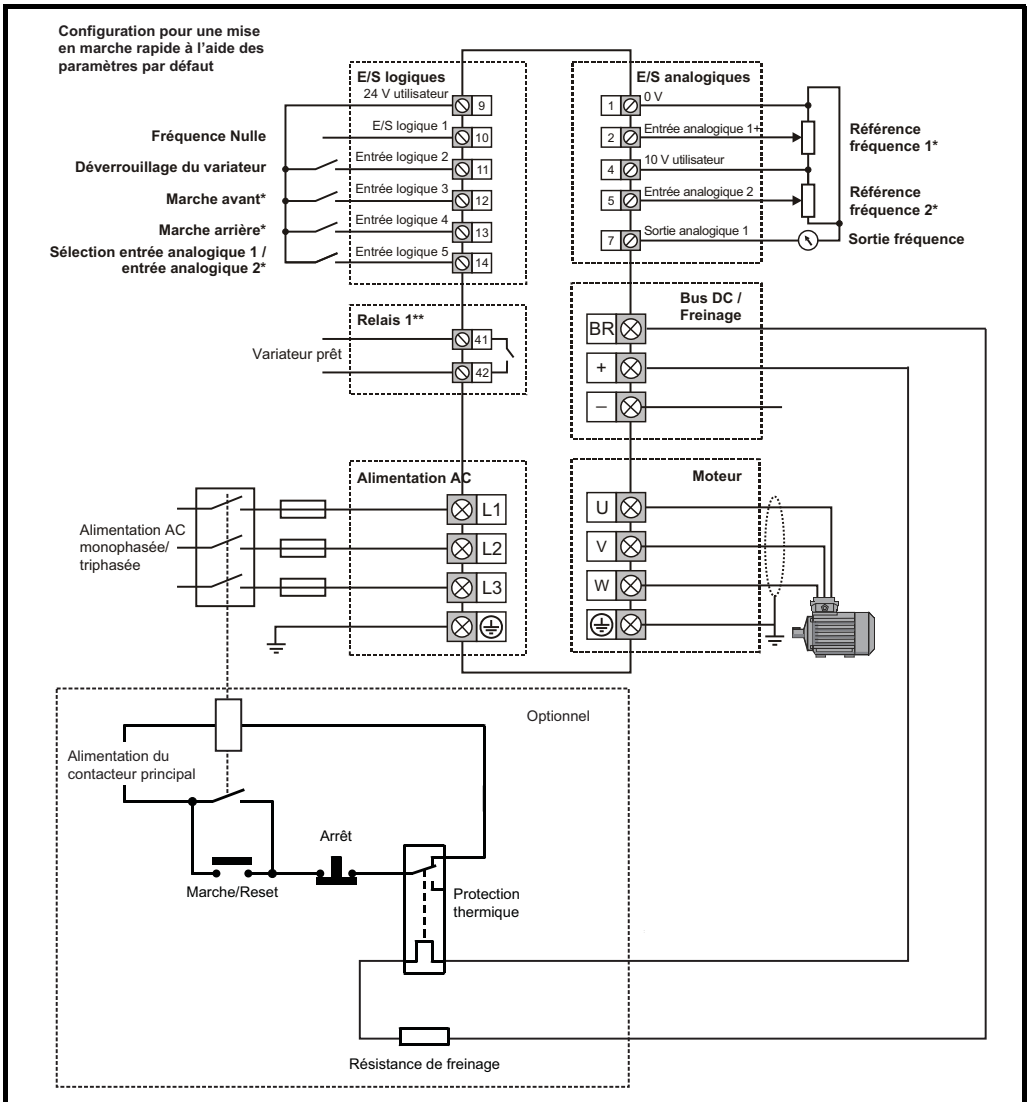 Configuration pour une mise
en marche rapide à l'aide des
paramètres par défaut
E/S logiques
24 V utilisateur
9
Fréquence Nulle
E/S logique 1
10
Déverrouillage du variateur
Entrée logique 2
11
Marche avant*
Entrée logique 3
12
Marche arrière*
Entrée logique 4
13
Sélection entrée analogique 1 /
entrée analogique 2*
Entrée logique 5
14
E/S analogiques
1
0 V
2
Entrée analogique 1+
Référence
fréquence 1*
4
10 V utilisateur
5
Entrée analogique 2
Référence
fréquence 2*
7
Sortie analogique 1
Sortie fréquence
Relais 1**
Variateur prêt
41
42
Bus DC /
Freinage
BR
+
–
Alimentation AC
Alimentation AC
monophasée/
triphasée
L1
L2
L3
Moteur
U
V
W
Optionnel
Alimentation du
contacteur principal
Arrêt
Marche/Reset
Protection
thermique
Résistance de freinage